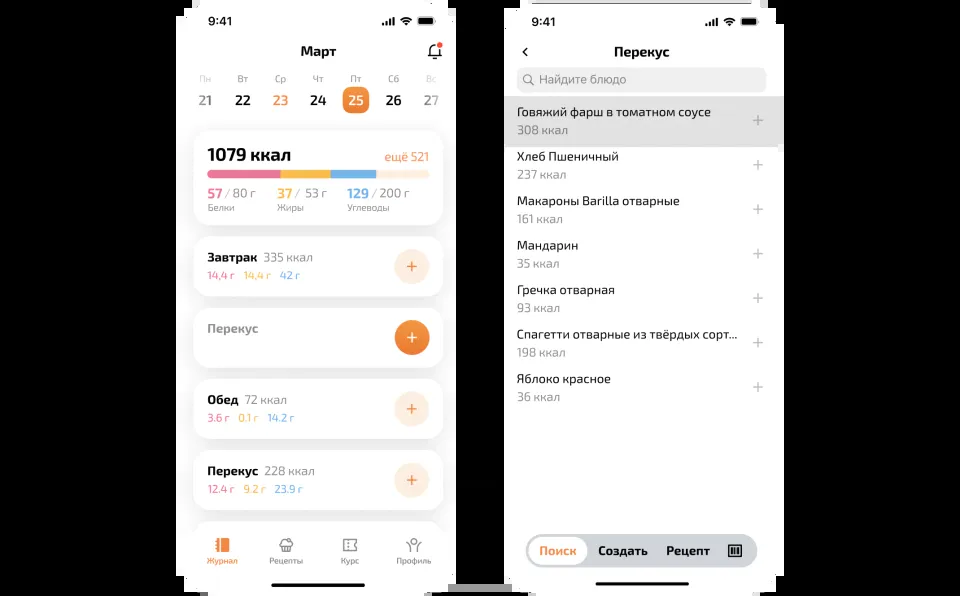 9:41
Март
Пн Вт Ср Чт Пт Сб Вс
21 22 23 24 25 26 27
1079 ккал ещё 521
57 / 80 г 37 / 53 г 129 / 200 г
Белки Жиры Углеводы
Завтрак 335 ккал
14,4 г 14,4 г 42 г
Перекус
Обед 72 ккал
3.6 г 0.1 г 14.2 г
Перекус 228 ккал
12.4 г 9.2 г 23.9 г
Журнал Рецепты Курс Профиль
9:41
Перекус
Найдите блюдо
Говяжий фарш в томатном соусе
308 ккал
Хлеб Пшеничный
237 ккал
Макароны Barilla отварные
161 ккал
Мандарин
35 ккал
Гречка отварная
93 ккал
Спагетти отварные из твёрдых сорт...
198 ккал
Яблоко красное
36 ккал
Поиск Создать Рецепт